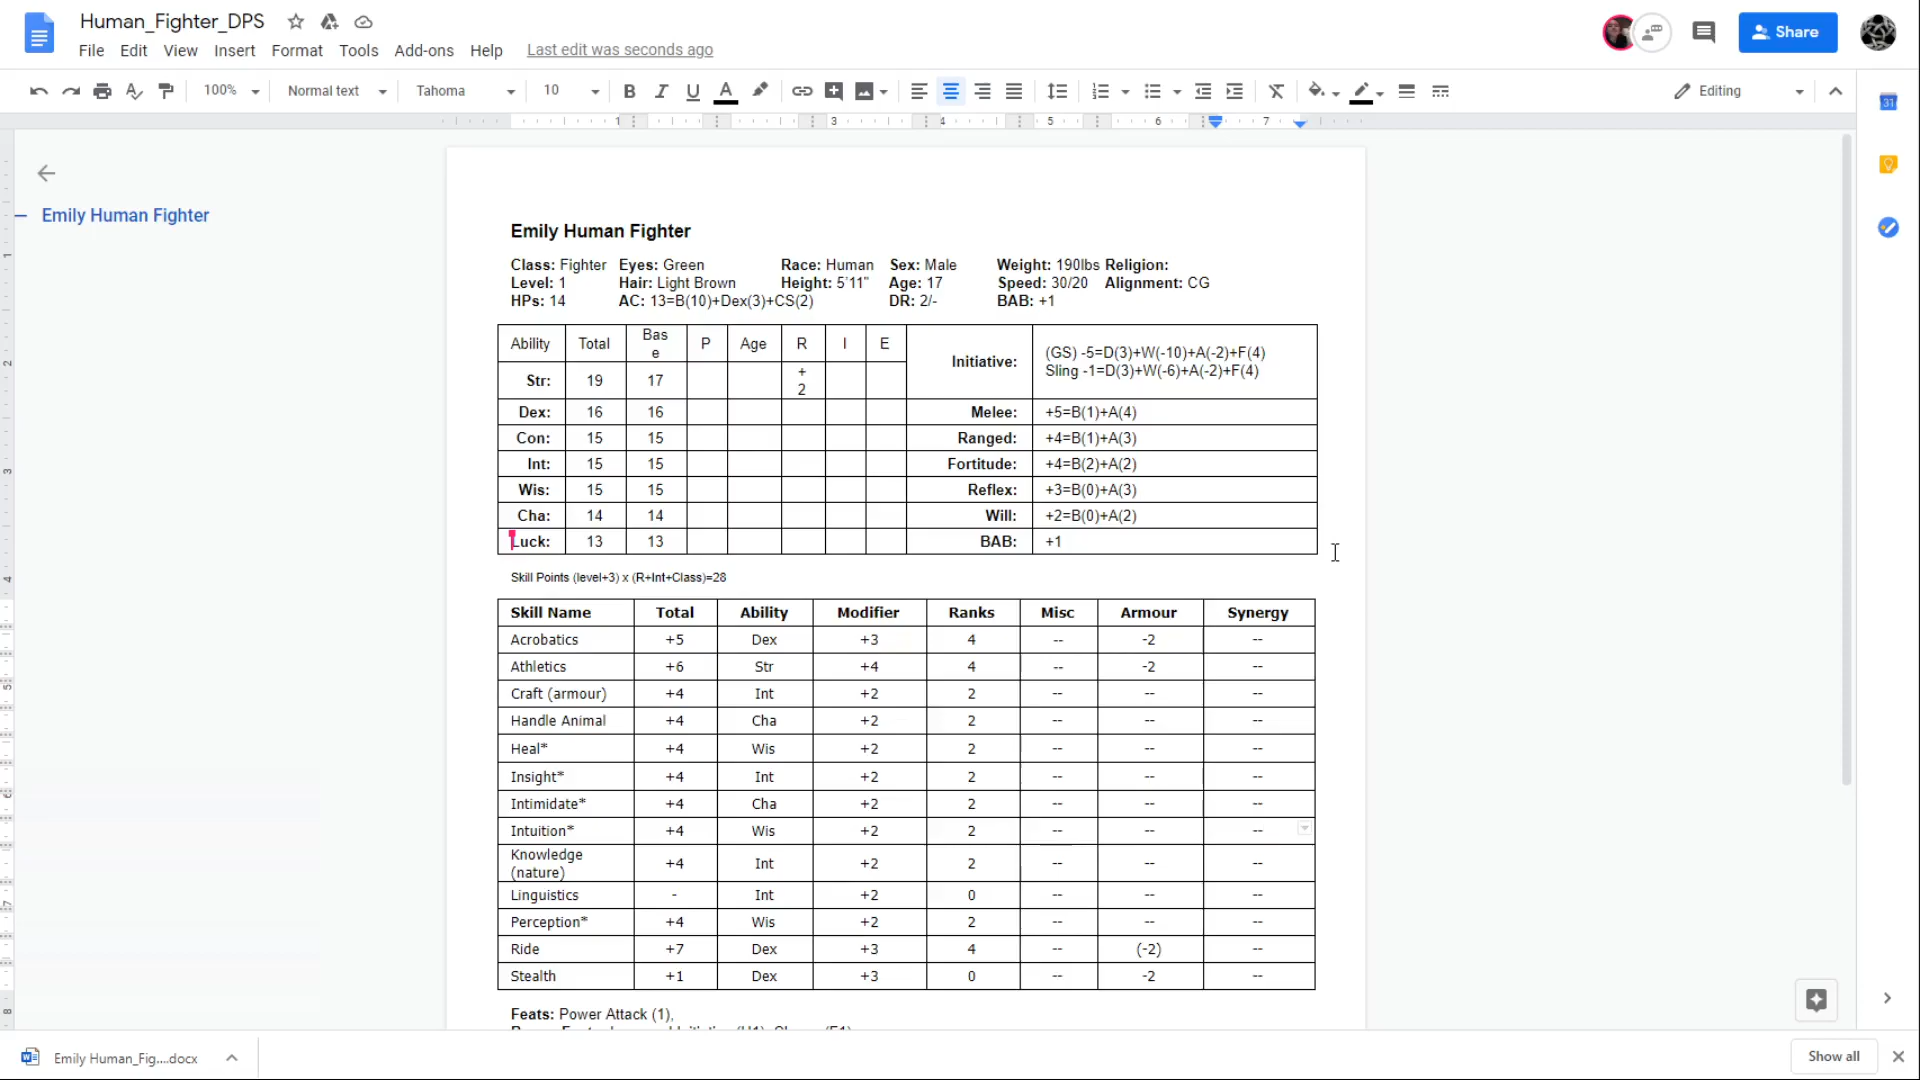 Human_Fighter_DPS
File Edit View Insert Format Tools Add-ons Help Last edit was seconds ago
Share
100% Normal text Tahoma 10 Editing
1 3 4 5 6 7
31
Emily Human Fighter
Emily Human Fighter
Class: Fighter Eyes: Green Race: Human Sex: Male Weight: 190lbs Religion:
Level: 1 Hair: Light Brown Height: 5'11" Age: 17 Speed: 30/20 Alignment: CG
HPs: 14 AC: 13=B(10)+Dex(3)+CS(2) DR: 2/- BAB: +1
Ability Total Bas
e P Age R I E Initiative: (GS) -5=D(3)+W(-10)+A(-2)+F(4)
Sling -1=D(3)+W(-6)+A(-2)+F(4)
Str: 19 17 +
2
Dex: 16 16 Melee: +5=B(1)+A(4)
Con: 15 15 Ranged: +4=B(1)+A(3)
Int: 15 15 Fortitude: +4=B(2)+A(2)
Wis: 15 15 Reflex: +3=B(0)+A(3)
Cha: 14 14 Will: +2=B(0)+A(2)
Luck: 13 13 BAB: +1
Skill Points (level+3) x (R+Int+Class)=28
Skill Name Total Ability Modifier Ranks Misc Armour Synergy
Acrobatics +5 Dex +3 4 -- -2 --
Athletics +6 Str +4 4 -- -2 --
Craft (armour) +4 Int +2 2 -- -- --
Handle Animal +4 Cha +2 2 -- -- --
Heal* +4 Wis +2 2 -- -- --
Insight* +4 Int +2 2 -- -- --
Intimidate* +4 Cha +2 2 -- -- --
Intuition* +4 Wis +2 2 -- -- --
Knowledge
(nature) +4 Int +2 2 -- -- --
Linguistics - Int +2 0 -- -- --
Perception* +4 Wis +2 2 -- -- --
Ride +7 Dex +3 4 -- (-2) --
Stealth +1 Dex +3 0 -- -2 --
Feats: Power Attack (1),
Emily Human_Fig....docx
Show all